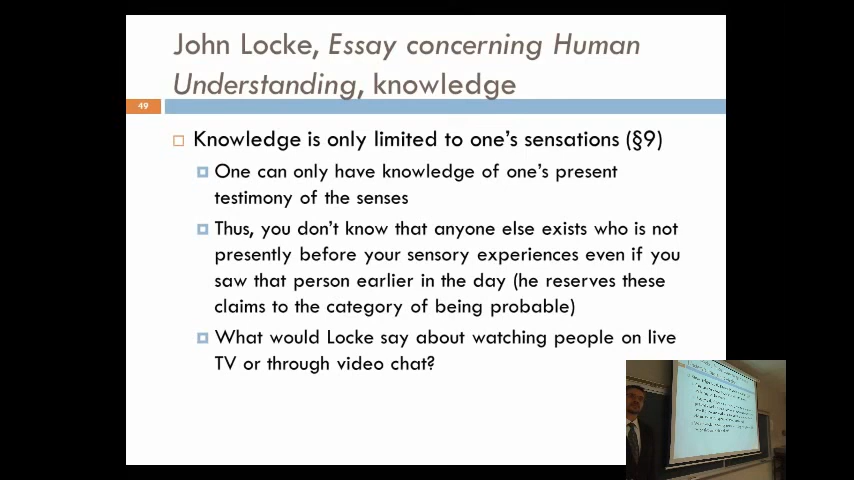 John Locke, Essay concerning Human
Understanding, knowledge
49
Knowledge is only limited to one's sensations (§9)
One can only have knowledge of one's present
testimony of the senses
Thus, you don't know that anyone else exists who is not
presently before your sensory experiences even if you
saw that person earlier in the day (he reserves these
claims to the category of being probable)
What would Locke say about watching people on live
TV or through video chat?